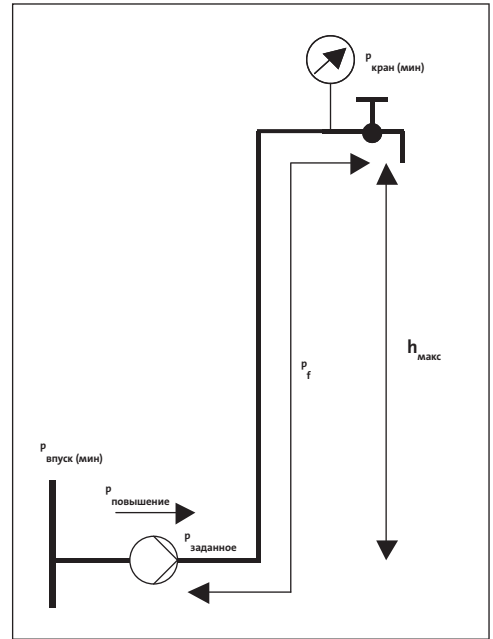 p кран (мин)
h макс
p f
p впуск (мин)
p повышение
p заданное